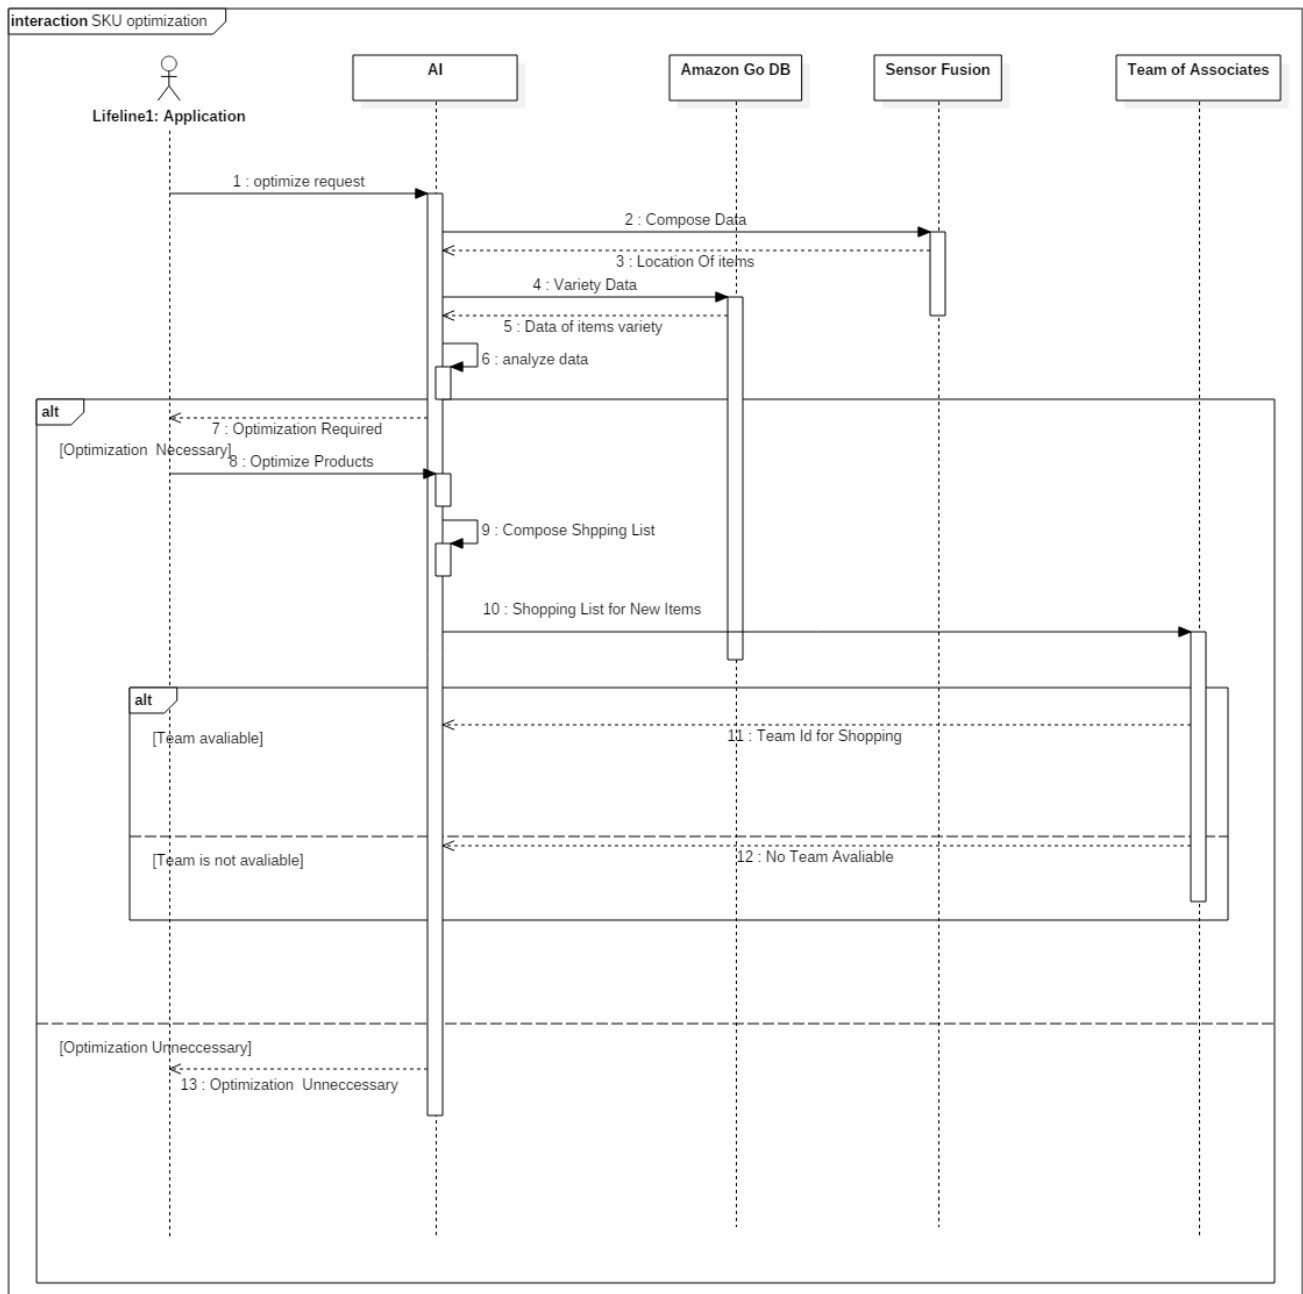 interaction SKU optimization
AI
Amazon Go DB
Sensor Fusion
Team of Associates
Lifeline1: Application
1 : optimize request
2 : Compose Data
3 : Location Of items
4 : Variety Data
5 : Data of items variety
6 : analyze data
alt
7 : Optimization Required
[Optimization  Necessary]
8 : Optimize Products
9 : Compose Shpping List
10 : Shopping List for New Items
alt
11 : Team Id for Shopping
[Team avaliable]
12 : No Team Avaliable
[Team is not avaliable]
[Optimization Unneccessary]
13 : Optimization  Unneccessary